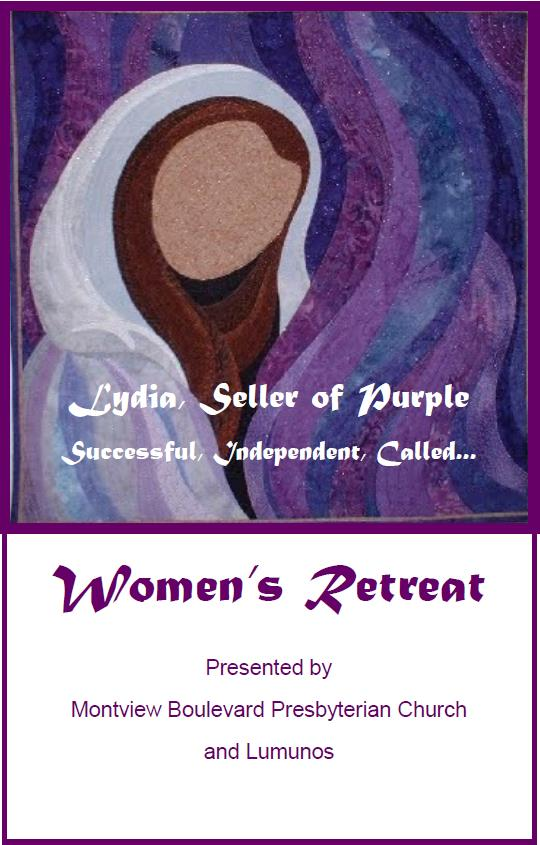 Lydia, Seller of Purple
Successful, Independent, Called...
Women's Retreat
Presented by
Montview Boulevard Presbyterian Church
and Lumunos